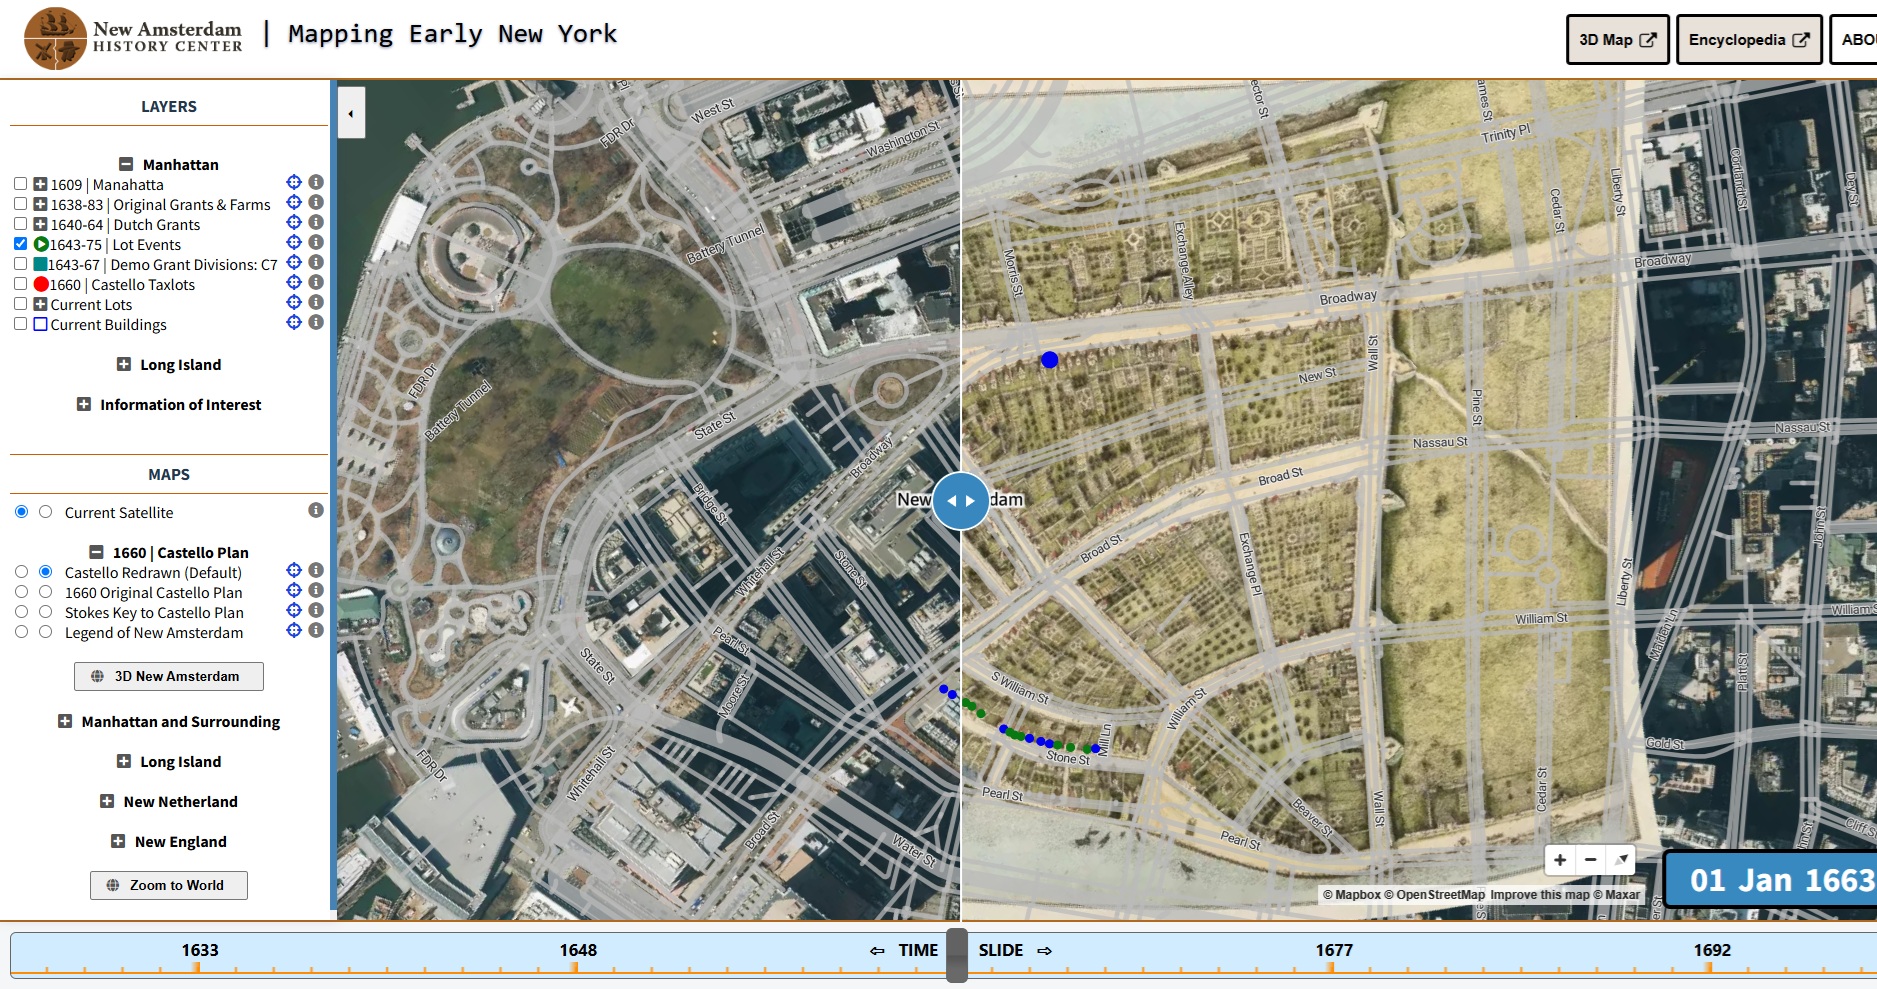 New Amsterdam
HISTORY CENTER
| Mapping Early New York
3D Map
Encyclopedia
ABOU
LAYERS
Manhattan
1609 | Manahatta
1638-83 | Original Grants & Farms
1640-64 | Dutch Grants
1643-75 | Lot Events
1643-67 | Demo Grant Divisions: C7
1660 | Castello Taxlots
Current Lots
Current Buildings
Long Island
Information of Interest
MAPS
Current Satellite
1660 | Castello Plan
Castello Redrawn (Default)
1660 Original Castello Plan
Stokes Key to Castello Plan
Legend of New Amsterdam
3D New Amsterdam
Manhattan and Surrounding
Long Island
New Netherland
New England
Zoom to World
FDR Dr
West St
Washington St
Battery Tunnel
FDR Dr
Battery Tunnel
State St
Broadway
Bridge St
Whitehall St
Stone St
Pearl St
State St
Moore St
FDR Dr
Whitehall St
Broad St
Water St
New
dam
ector St
ames St
Trinity Pl
Liberty St
Cortlandt St
Dey St
Cedar St
Morris St
Exchange Alley
Broadway
Broadway
Wall St
New St
Pine St
Nassau St
Nassau St
Broad St
Broad St
Exchange Pl
John St
Liberty St
William St
William S
Maiden Ln
Platt St
S William St
William St
Mill Ln
Stone St
Gold St
Pearl St
Cedar St
Wall St
Beaver St
Pearl St
Cliff S
© Mapbox © OpenStreetMap Improve this map © Maxar
01 Jan 1663
1633
1648
⇦ TIME
SLIDE ⇨
1677
1692